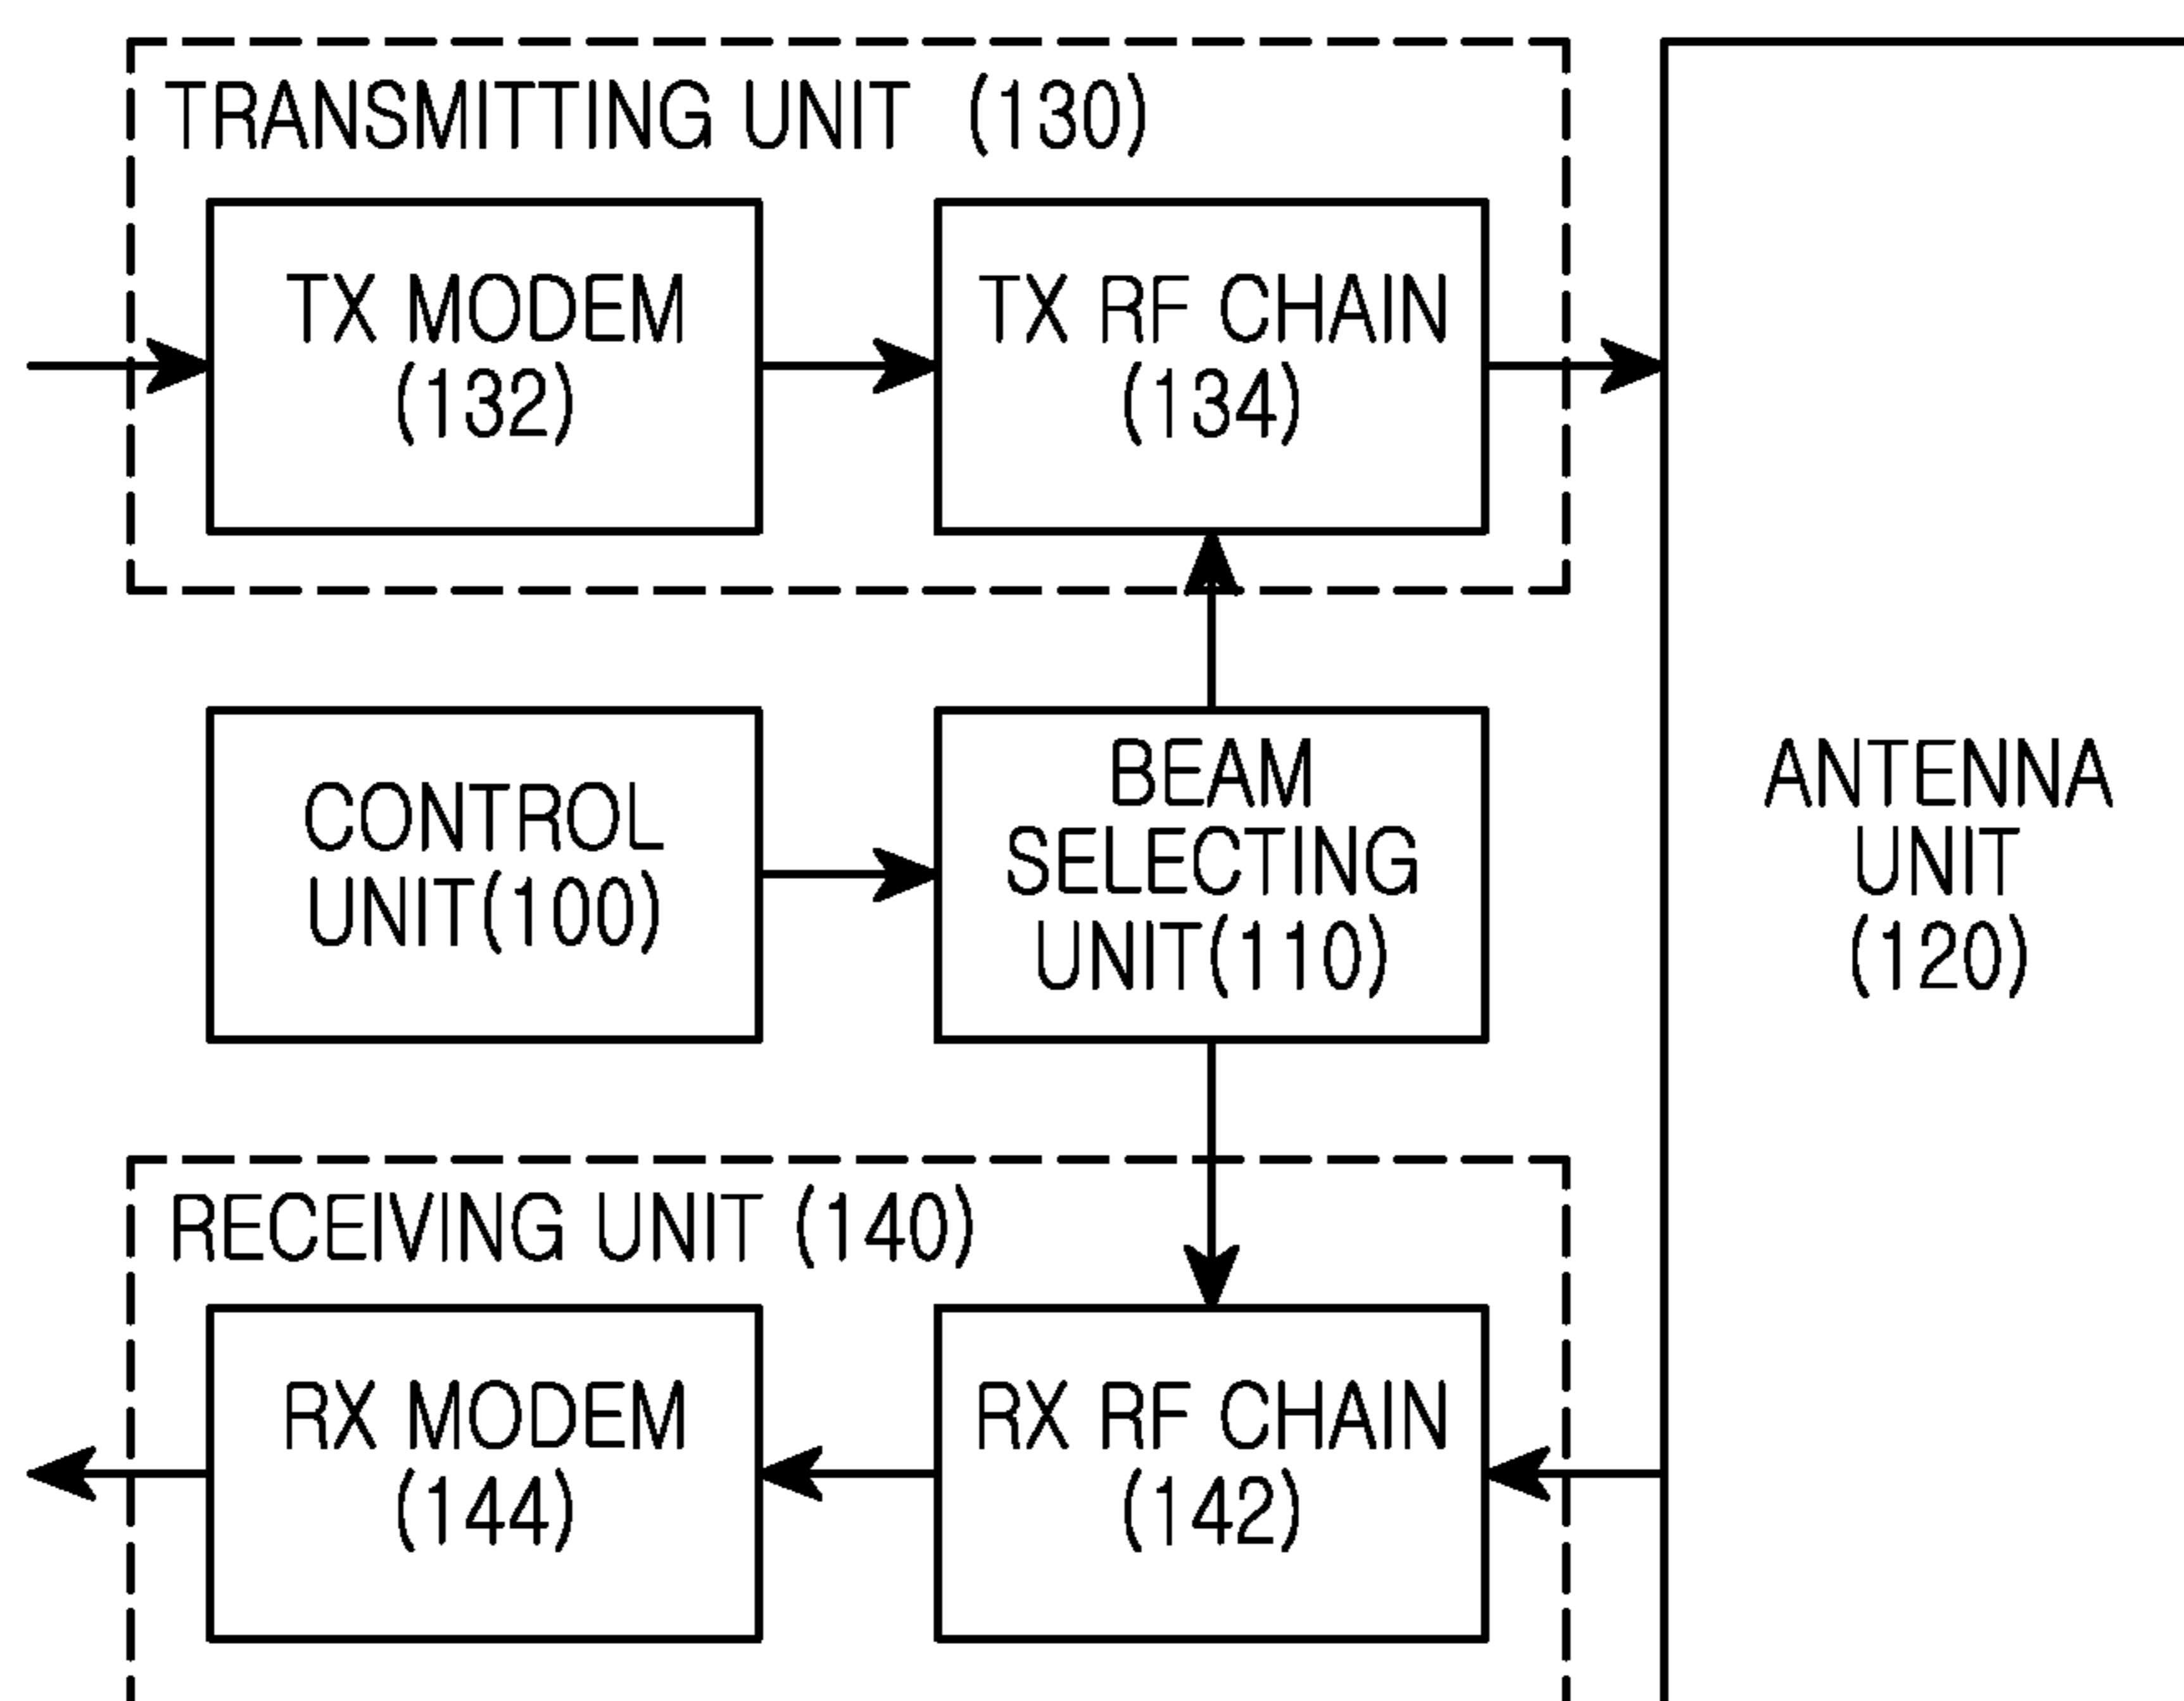 TRANSMITTING UNIT (130)
TX MODEM
(132)
TX RF CHAIN
(134)
CONTROL
UNIT(100)
BEAM
SELECTING
UNIT(110)
ANTENNA
UNIT
(120)
RECEIVING UNIT (140)
RX MODEM
(144)
RX RF CHAIN
(142)